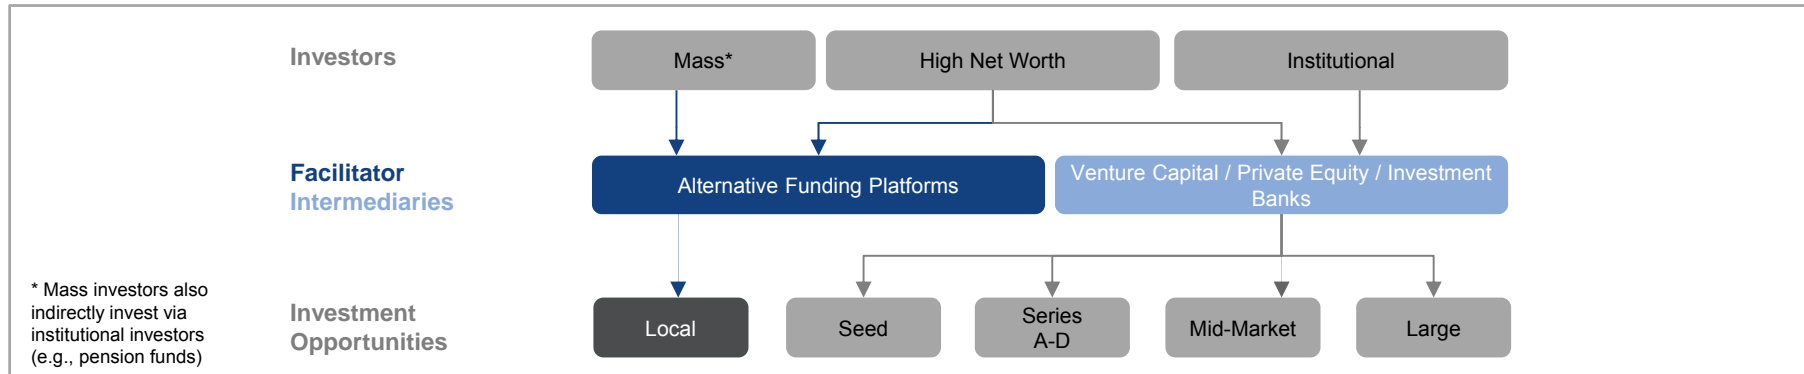 Investors
Mass*
High Net Worth
Institutional
Facilitator
Intermediaries
Alternative Funding Platforms
Venture Capital / Private Equity / Investment
Banks
* Mass investors also
indirectly invest via
institutional investors
(e.g., pension funds)
Investment
Opportunities
Local
Seed
Series
A-D
Mid-Market
Large